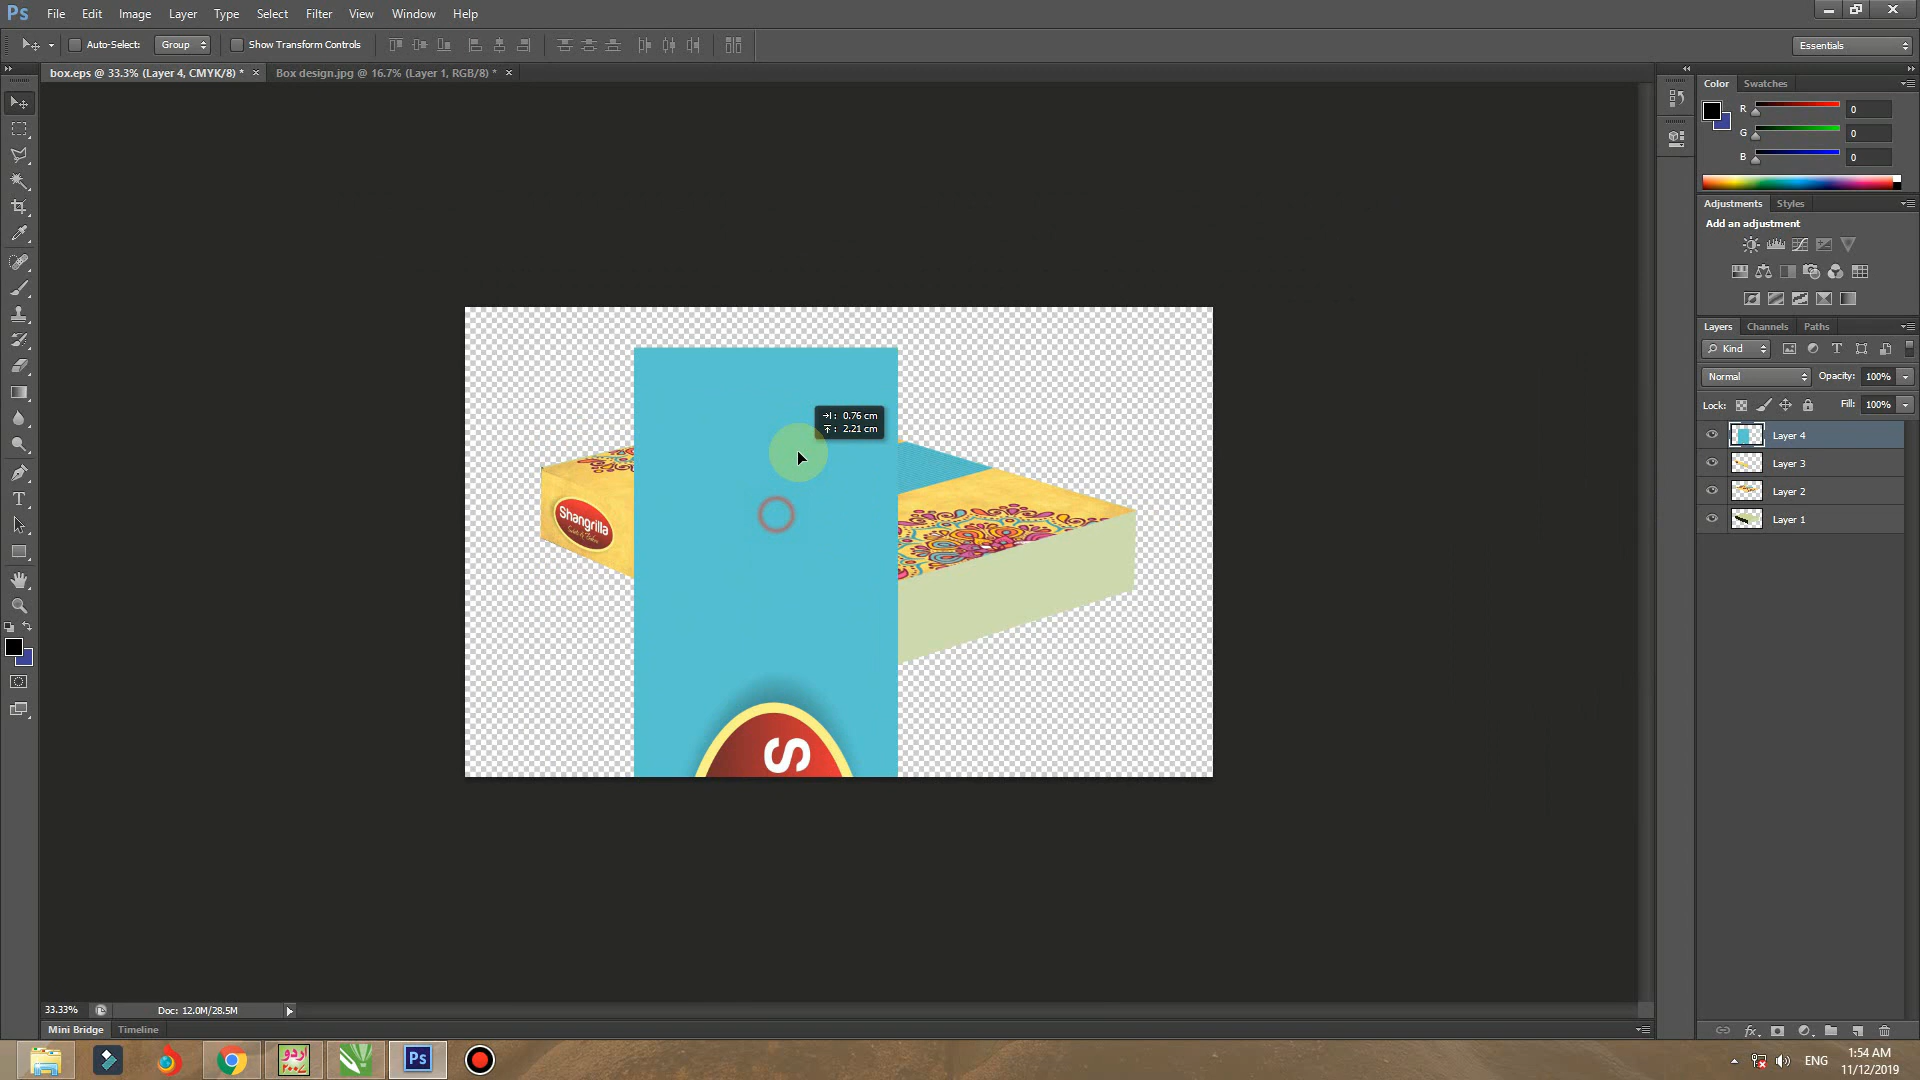 Ps File Edit Image Layer Type Select Filter View Window Help
Auto-Select: Group Show Transform Controls Essentials
box.eps @ 33.3% (Layer 4, CMYK/8) * × Box design.jpg @ 16.7% (Layer 1, RGB/8) * ×
Color Swatches
R 0
G 0
B 0
Adjustments Styles
Add an adjustment
Layers Channels Paths
Kind
Normal Opacity: 100%
Lock: Fill: 100%
Layer 4
Layer 3
Layer 2
Layer 1
: 0.76 cm
: 2.21 cm
Shangrilla
S
33.33% Doc: 12.0M/28.5M
Mini Bridge Timeline
اردو
Ps
ENG
1:54 AM
11/12/2019